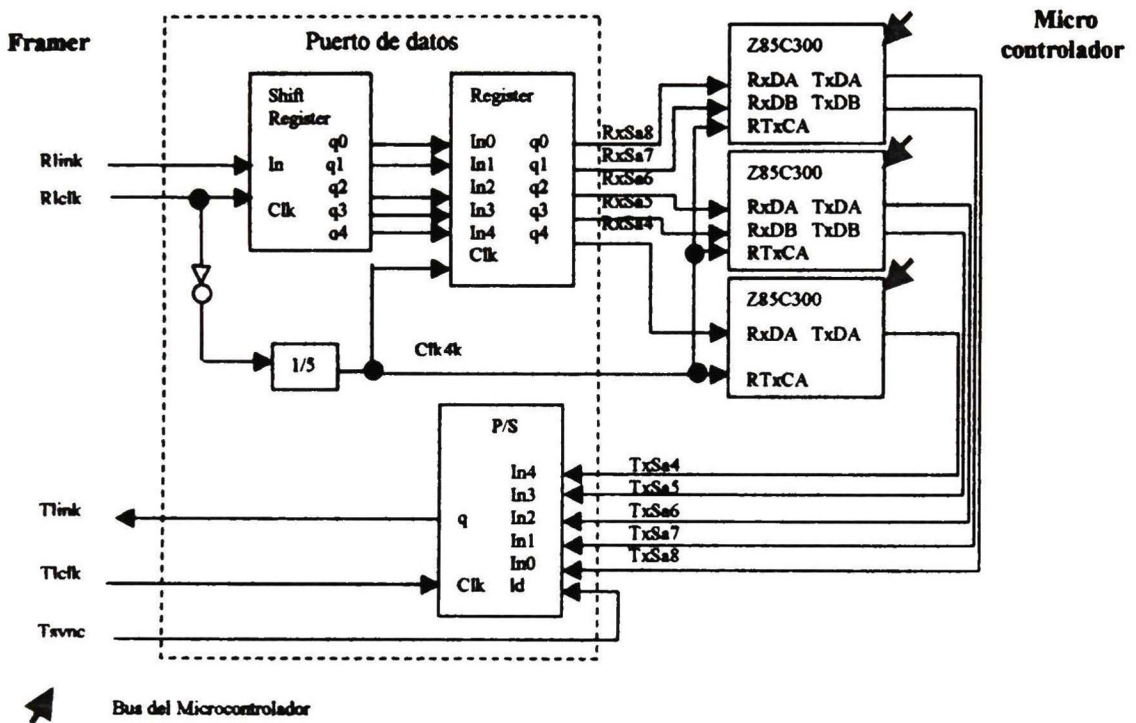 Framer
Puerto de datos
Micro
controlador
Shift
Register
In
Clk
q0
q1
q2
q3
q4
Register
In0
In1
In2
In3
In4
Clk
q0
q1
q2
q3
q4
RxSa8
RxSa7
RxSa6
RxSa5
RxSa4
Z85C300
RxDA TxDA
RxDB TxDB
RTxCA
Z85C300
RxDA TxDA
RxDB TxDB
RTxCA
Z85C300
RxDA TxDA
RTxCA
Rlink
Rlclk
1/5
Clk4k
P/S
In4
In3
q In2
In1
In0
Clk ld
TxSa4
TxSa5
TxSa6
TxSa7
TxSa8
Tlink
Tlclk
Tsync
Bus del Microcontrolador